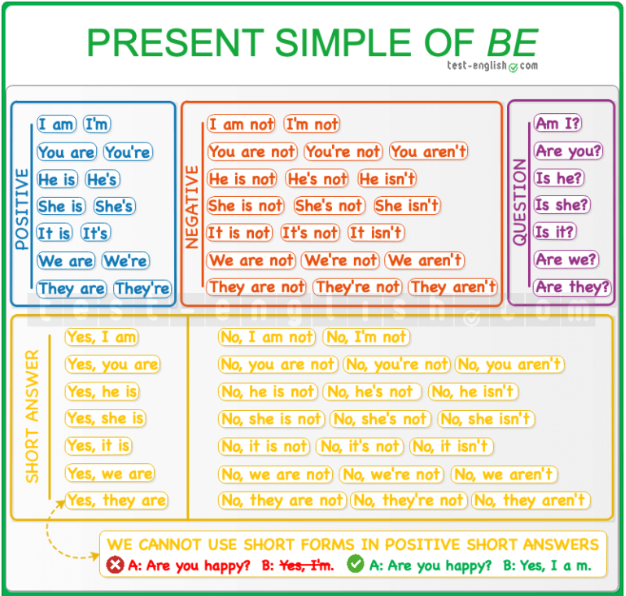 PRESENT SIMPLE OF BE
test-english.com
POSITIVE
I am I'm
You are You're
He is He's
She is She's
It is It's
We are We're
They are They're
NEGATIVE
I am not I'm not
You are not You're not You aren't
He is not He's not He isn't
She is not She's not She isn't
It is not It's not It isn't
We are not We're not We aren't
They are not They're not They aren't
QUESTION
Am I?
Are you?
Is he?
Is she?
Is it?
Are we?
Are they?
test-english.com
SHORT ANSWER
Yes, I am
Yes, you are
Yes, he is
Yes, she is
Yes, it is
Yes, we are
Yes, they are
No, I am not No, I'm not
No, you are not No, you're not No, you aren't
No, he is not No, he's not No, he isn't
No, she is not No, she's not No, she isn't
No, it is not No, it's not No, it isn't
No, we are not No, we're not No, we aren't
No, they are not No, they're not No, they aren't
WE CANNOT USE SHORT FORMS IN POSITIVE SHORT ANSWERS
A: Are you happy? B: Yes, I'm. A: Are you happy? B: Yes, I a m.